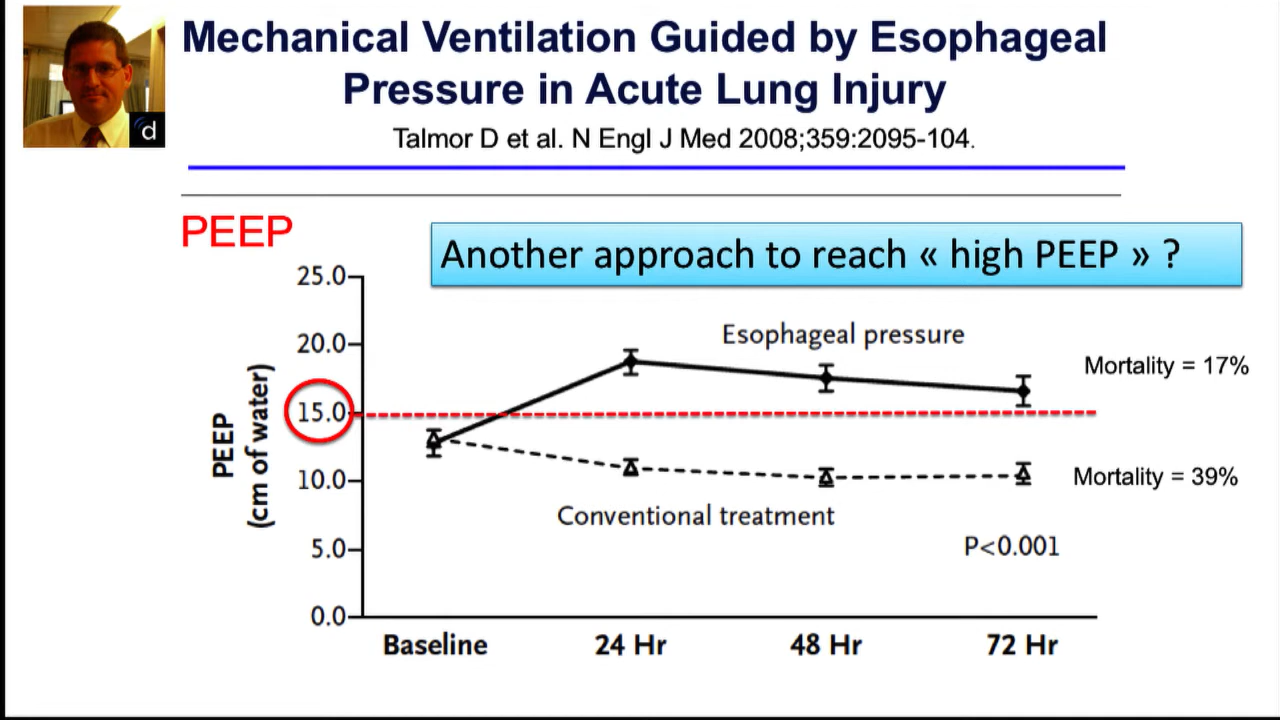 Mechanical Ventilation Guided by Esophageal
Pressure in Acute Lung Injury
d
Talmor D et al. N Engl J Med 2008;359:2095-104.
PEEP
Another approach to reach « high PEEP » ?
25.0
20.0
15.0
10.0
5.0
0.0
PEEP
(cm of water)
Esophageal pressure
Mortality = 17%
Mortality = 39%
Conventional treatment
P<0.001
Baseline
24 Hr
48 Hr
72 Hr